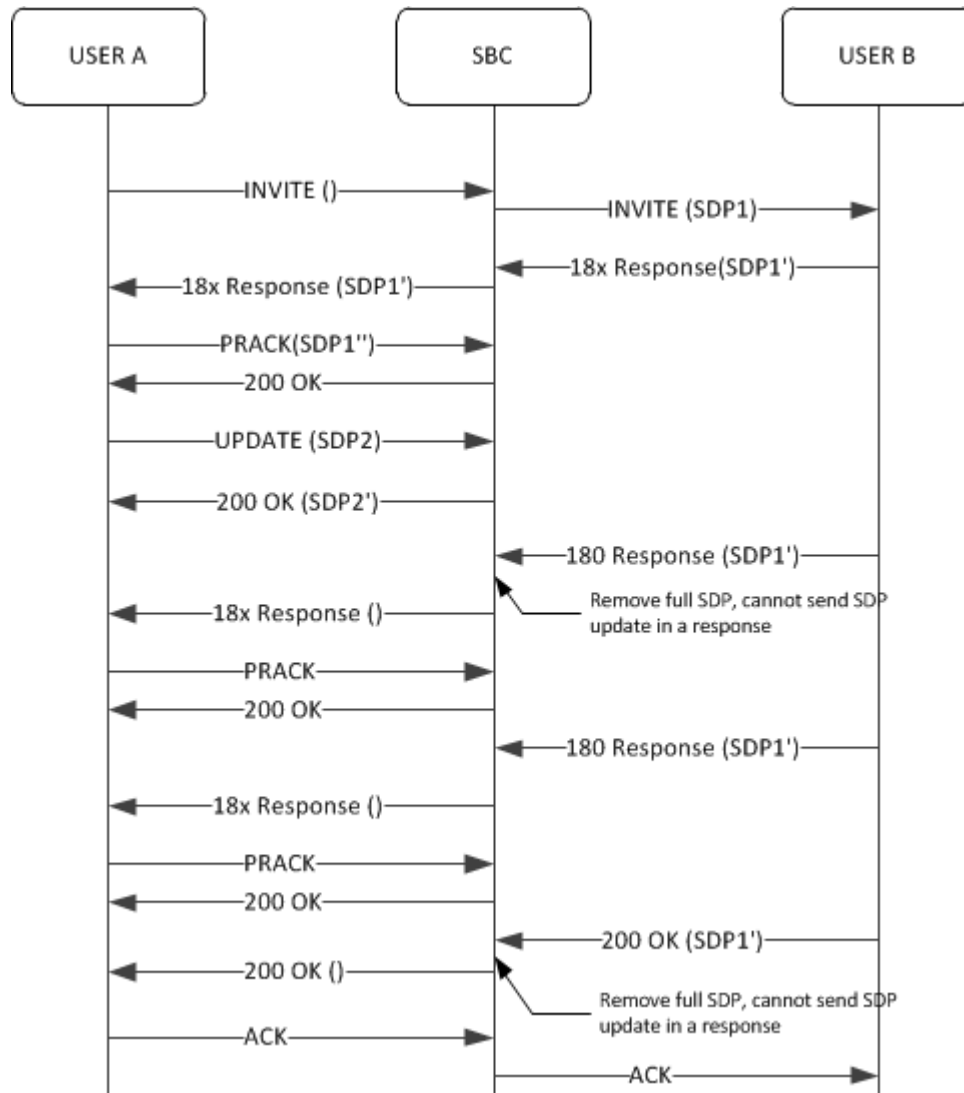 USER A
SBC
USER B
INVITE ()
INVITE (SDP1)
18x Response(SDP1')
18x Response (SDP1')
PRACK(SDP1'')
200 OK
UPDATE (SDP2)
200 OK (SDP2')
180 Response (SDP1')
Remove full SDP, cannot send SDP
update in a response
18x Response ()
PRACK
200 OK
180 Response (SDP1')
18x Response ()
PRACK
200 OK
200 OK (SDP1')
200 OK ()
Remove full SDP, cannot send SDP
update in a response
ACK
ACK